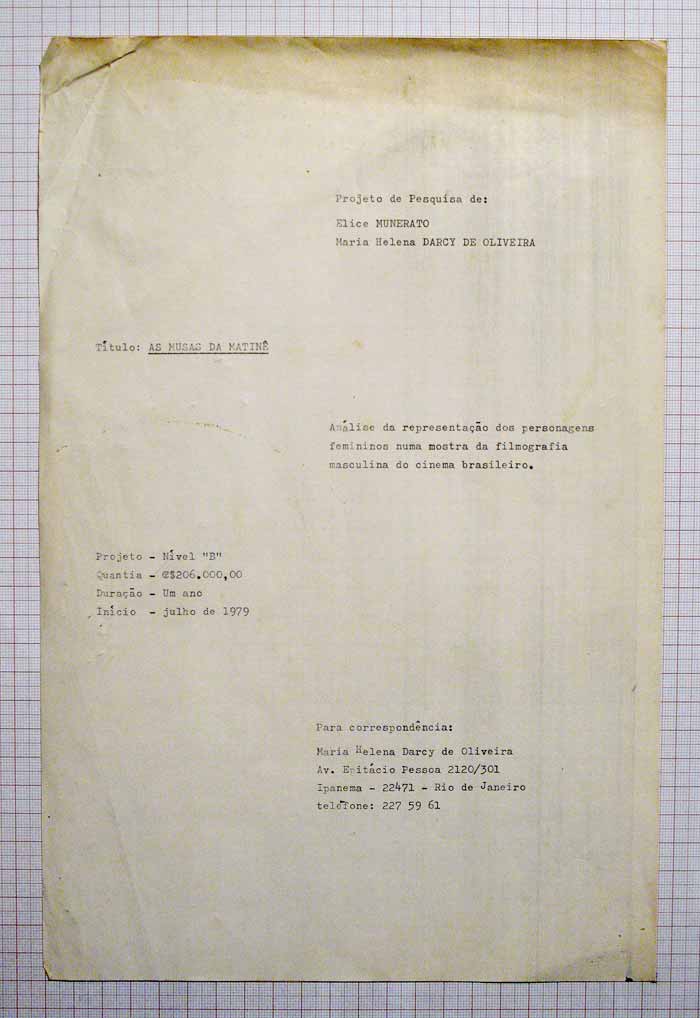 Projeto de Pesquisa de:
Elice MUNERATO
Maria Helena DARCY DE OLIVEIRA
Título: AS MUSAS DA MATINÊ
Análise da representação dos personagens
femininos numa mostra da filmografia
masculina do cinema brasileiro.
Projeto - Nível "B"
Quantia - ₢$206.000,00
Duração - Um ano
Início - julho de 1979
Para correspondência:
Maria Helena Darcy de Oliveira
Av. Epitácio Pessoa 2120/301
Ipanema - 22471 - Rio de Janeiro
telefone: 227 59 61